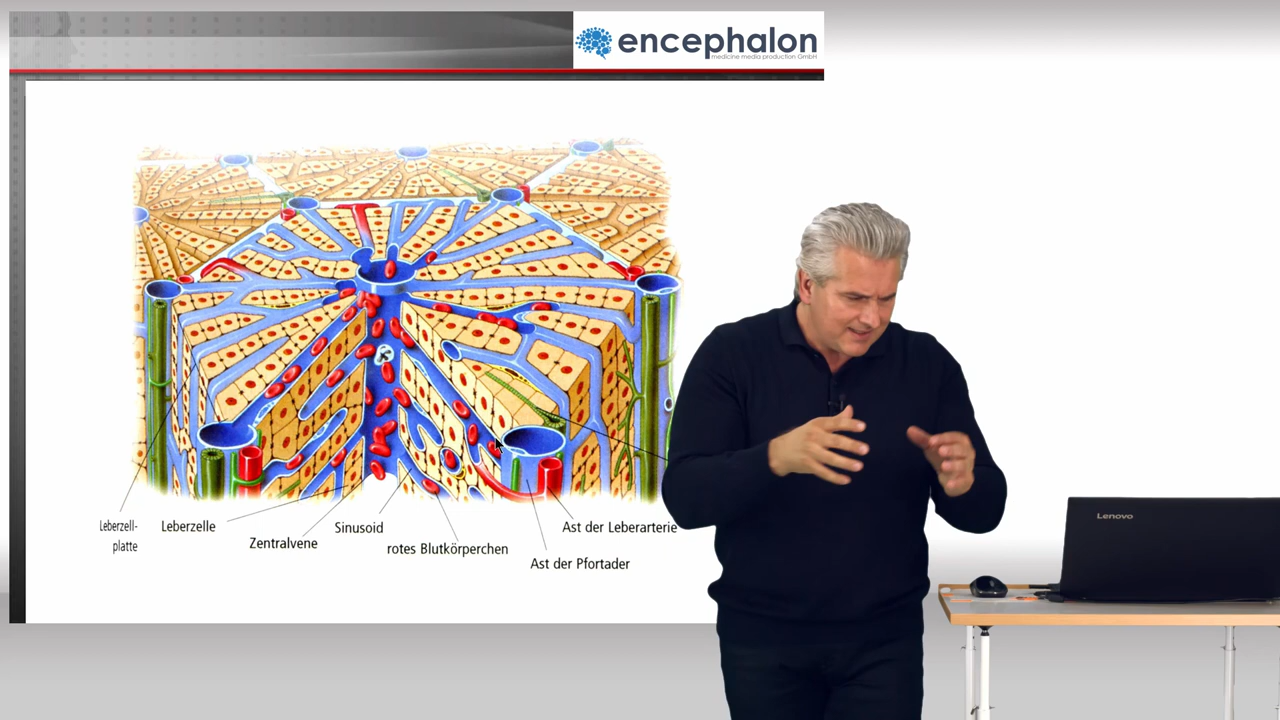 encephalon
medicine media production GmbH
Leberzell-
platte
Leberzelle
Zentralvene
Sinusoid
rotes Blutkörperchen
Ast der Leberarterie
Ast der Pfortader
Lenovo